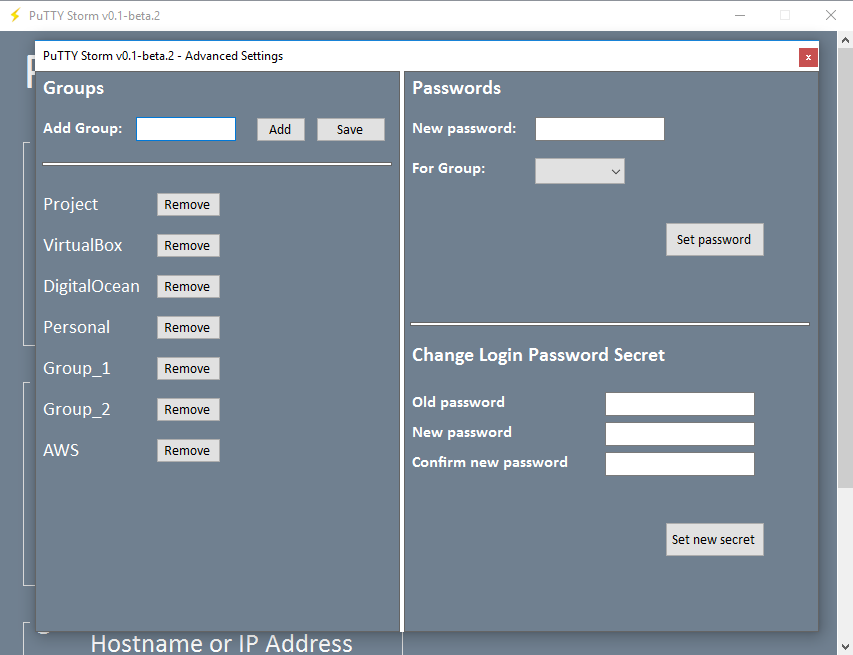 PuTTY Storm v0.1-beta.2
PuTTY Storm v0.1-beta.2 - Advanced Settings
x
Groups
Add Group:
Add
Save
Project
Remove
VirtualBox
Remove
DigitalOcean
Remove
Personal
Remove
Group_1
Remove
Group_2
Remove
AWS
Remove
Passwords
New password:
For Group:
Set password
Change Login Password Secret
Old password
New password
Confirm new password
Set new secret
Hostname or IP Address